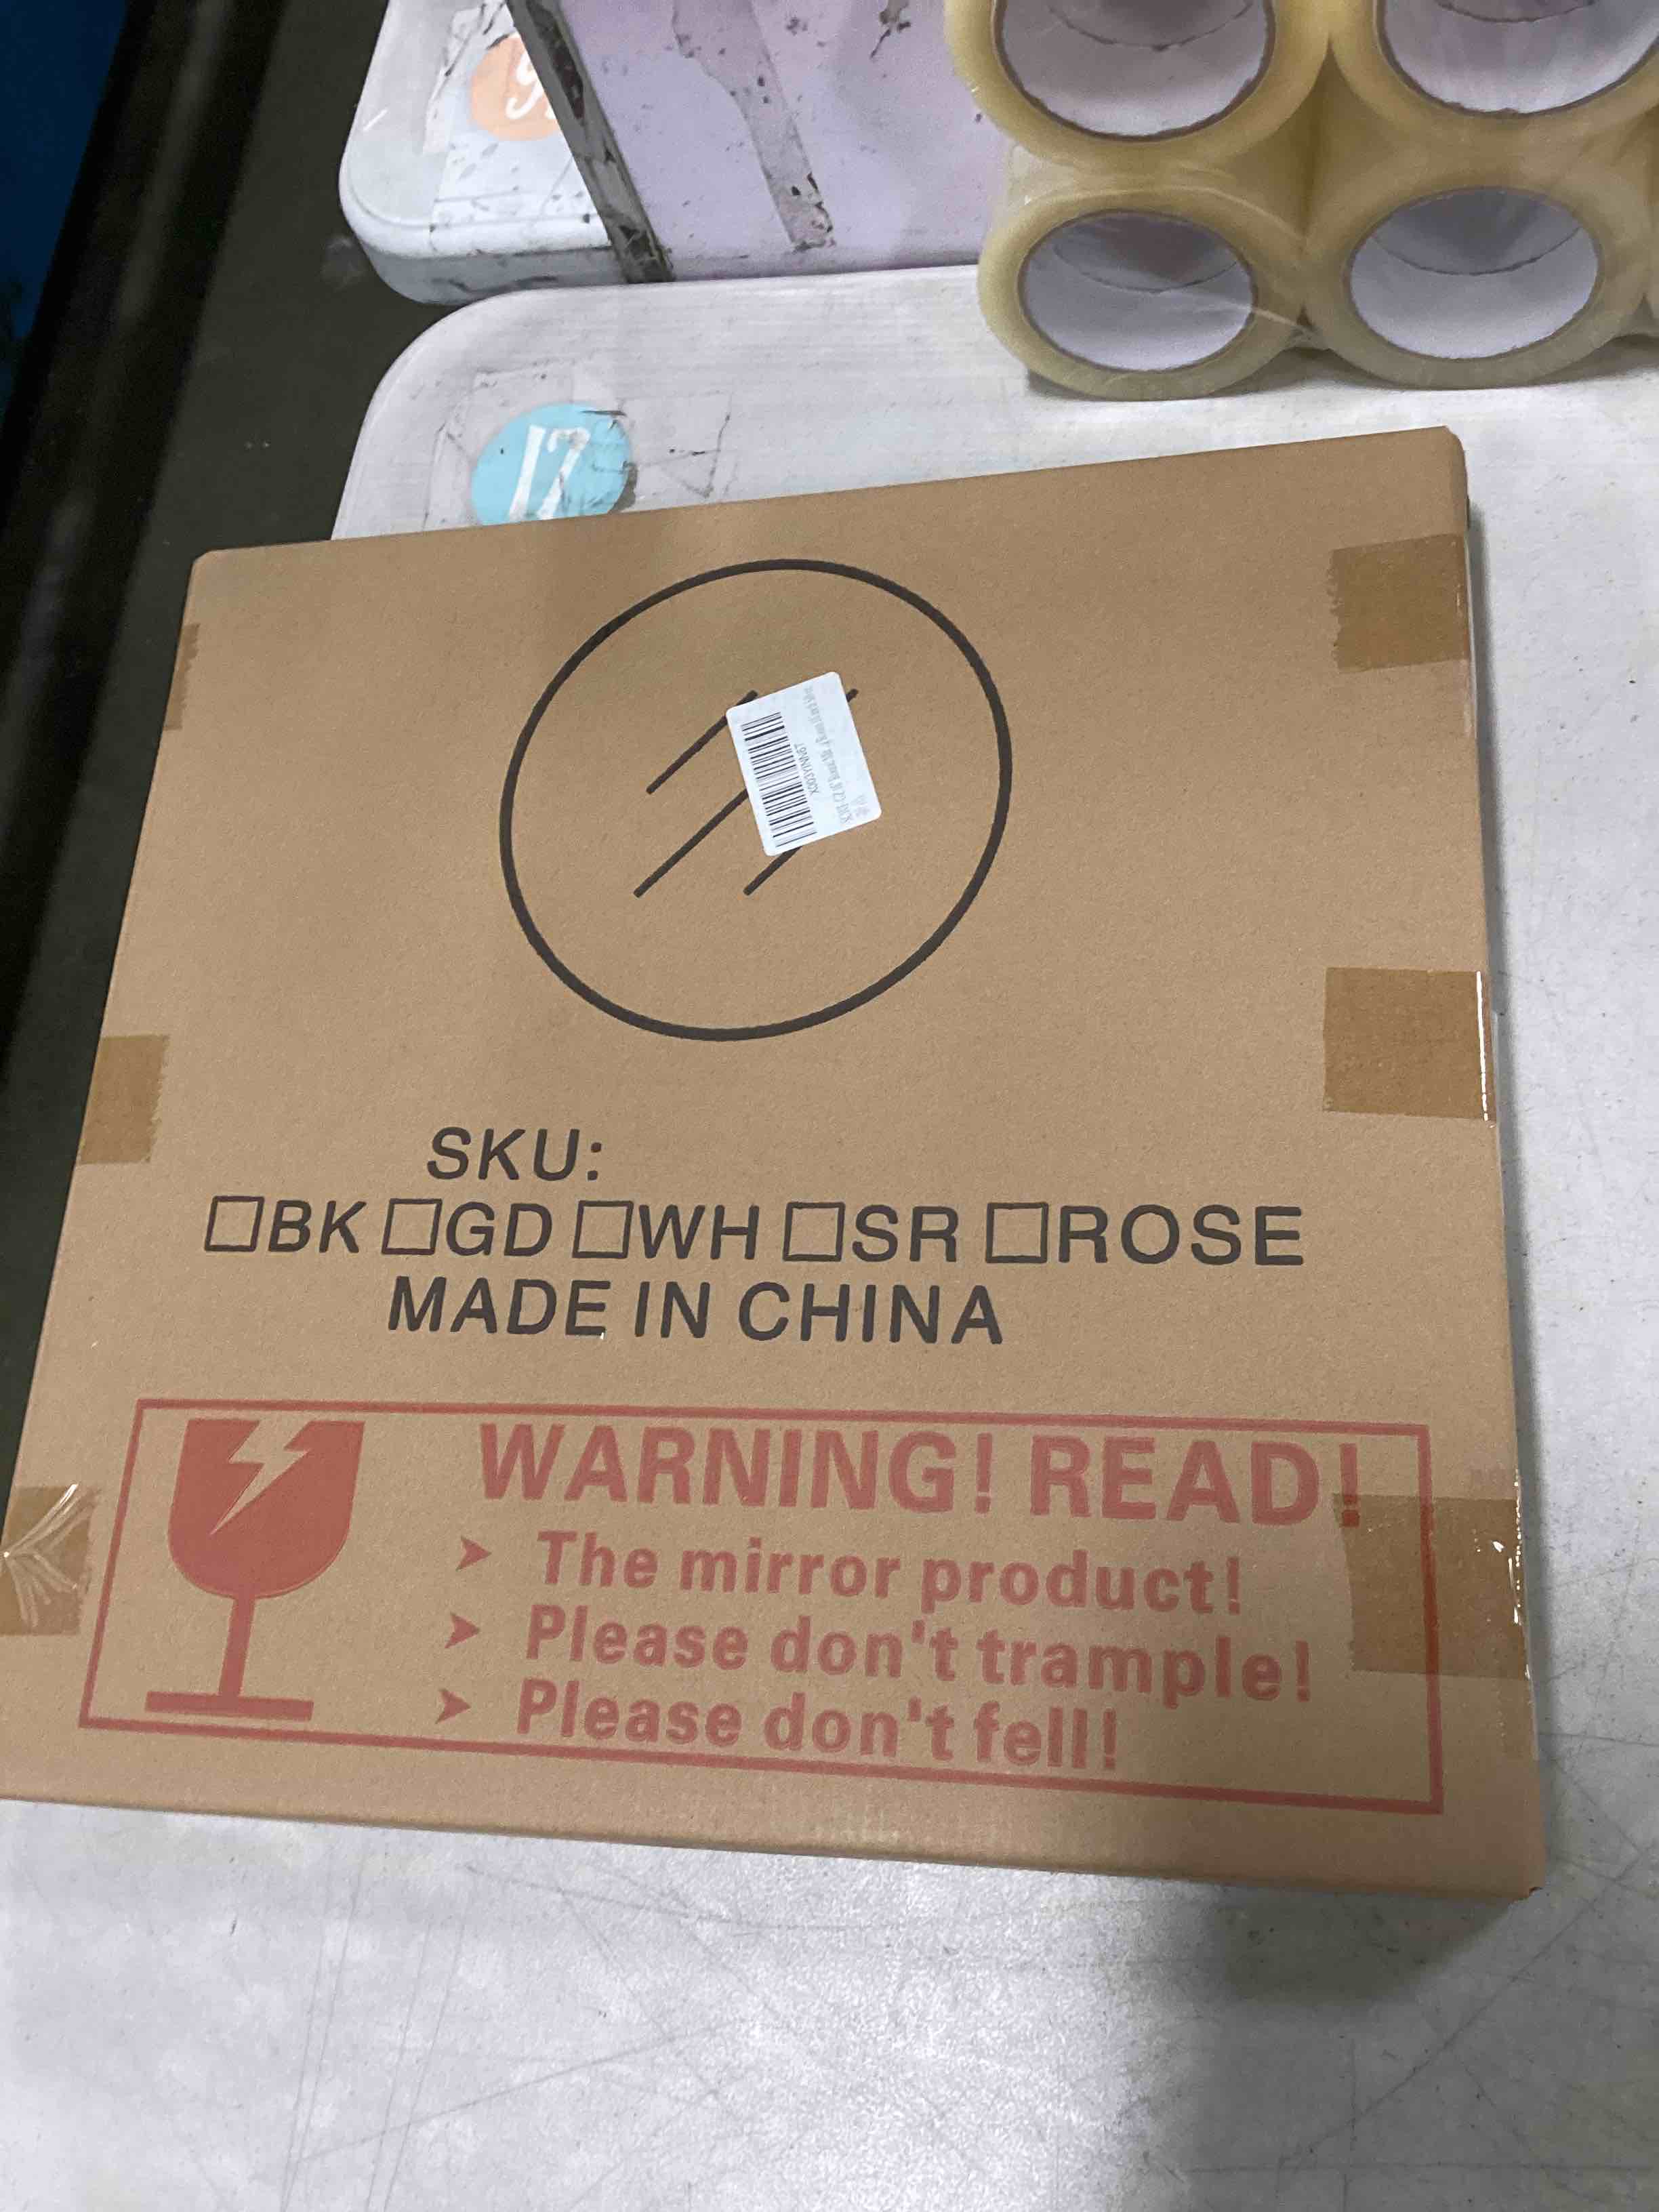 17
SKU:
□BK □GD □WH □SR □ROSE
MADE IN CHINA
WARNING! READ!
➤ The mirror product!
➤ Please don't trample!
➤ Please don't fell!